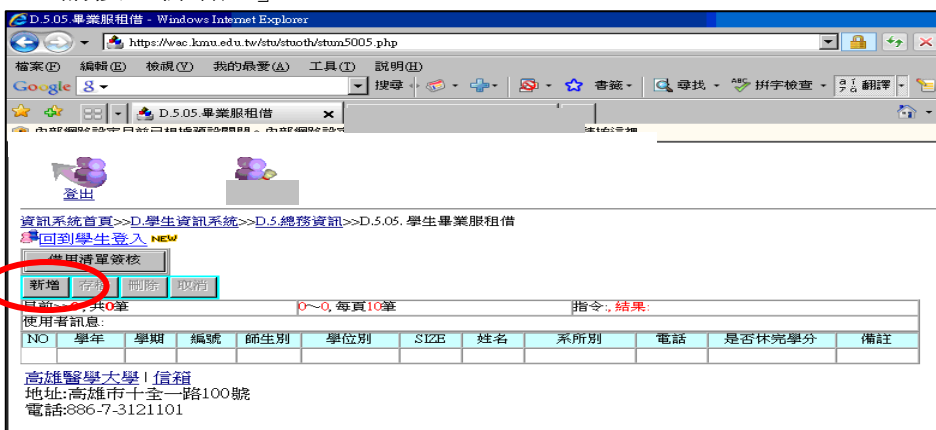 D.5.05.畢業服租借 - Windows Internet Explorer
https://wac.kmu.edu.tw/stu/stuoth/stum5005.php
檔案(F) 編輯(E) 檢視(V) 我的最愛(A) 工具(T) 說明(H)
Google 搜尋 書籤 尋找 拼字檢查 翻譯
D.5.05.畢業服租借
登出
資訊系統首頁>>D.學生資訊系統>>D.5.總務資訊>>D.5.05. 學生畢業服租借
回到學生登入 NEW
借用清單簽核
新增 存檔 刪除 取消
目前>>0, 共0筆 0～0, 每頁10筆 指令:, 結果:
使用者訊息:
NO 學年 學期 編號 師生別 學位別 SIZE 姓名 系所別 電話 是否休完學分 備註
高雄醫學大學 | 信箱
地址:高雄市十全一路100號
電話:886-7-3121101